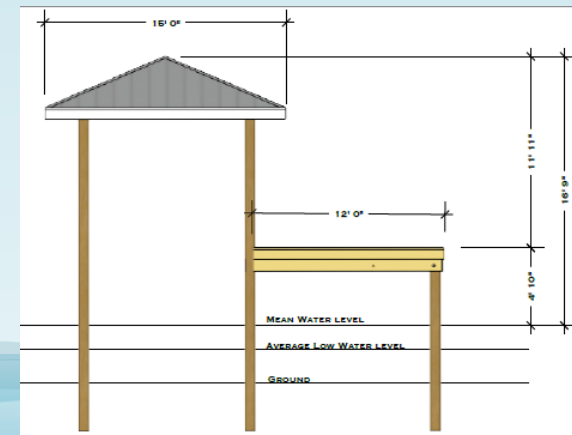 15' 0"
11' 11"
16' 9"
12' 0"
4' 10"
Mean Water level
Average Low Water level
Ground